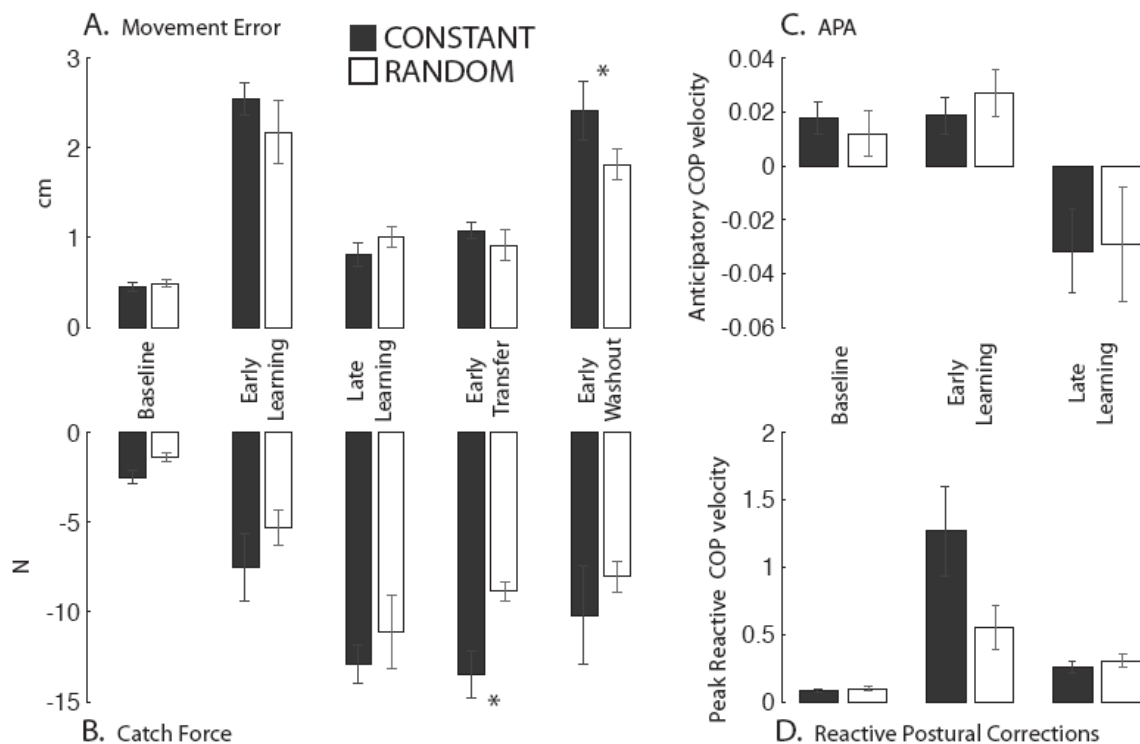 A. Movement Error
CONSTANT
RANDOM
3
2
1
0
cm
*
Baseline
Early
Learning
Late
Learning
Early
Transfer
Early
Washout
0
-5
-10
-15
N
*
B. Catch Force
C. APA
0.04
0.02
0
-0.02
-0.04
-0.06
Anticipatory COP velocity
Baseline
Early
Learning
Late
Learning
2
1.5
1
0.5
0
Peak Reactive COP velocity
D. Reactive Postural Corrections